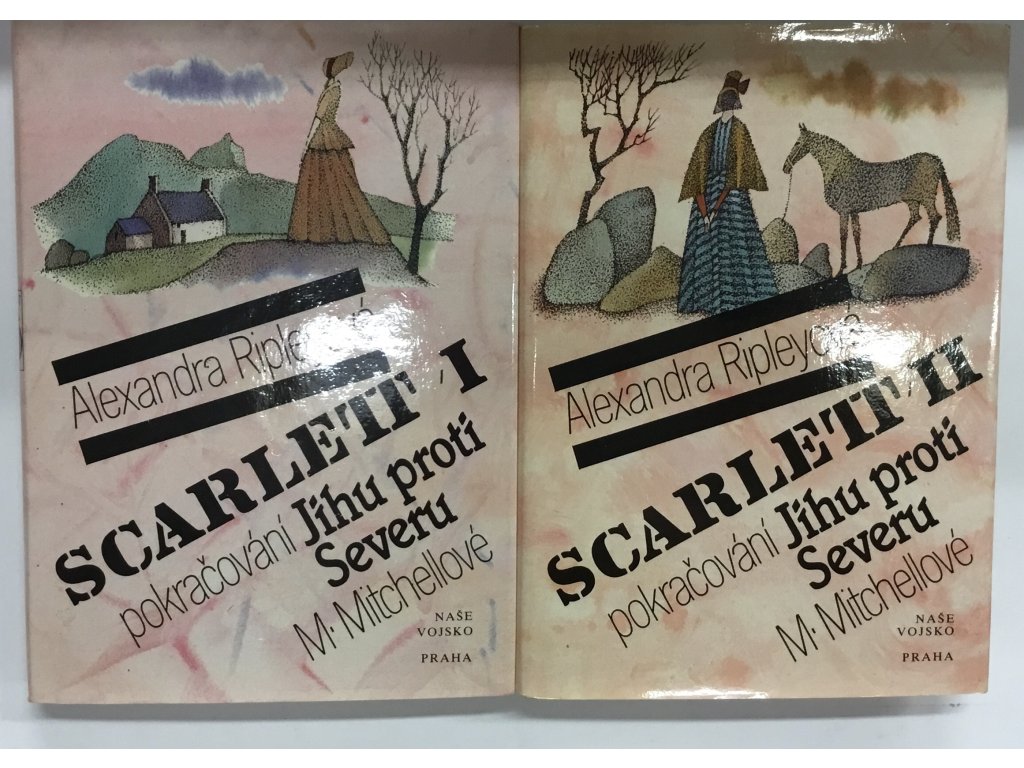 Alexandra Ripleyová
SCARLETT I
pokračování Jihu proti
Severu
M. Mitchellové
NAŠE
VOJSKO
PRAHA
Alexandra Ripleyová
SCARLETT II
pokračování Jihu proti
Severu
M. Mitchellové
NAŠE
VOJSKO
PRAHA